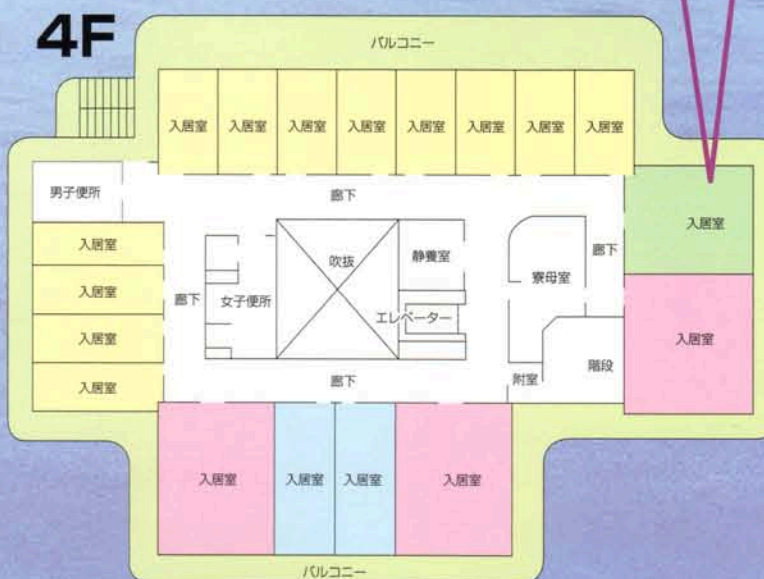 4F
バルコニー
入居室
入居室
入居室
入居室
入居室
入居室
入居室
入居室
男子便所
廊下
入居室
入居室
入居室
入居室
入居室
廊下
女子便所
吹抜
静養室
エレベーター
寮母室
廊下
入居室
階段
附室
廊下
入居室
入居室
入居室
入居室
バルコニー